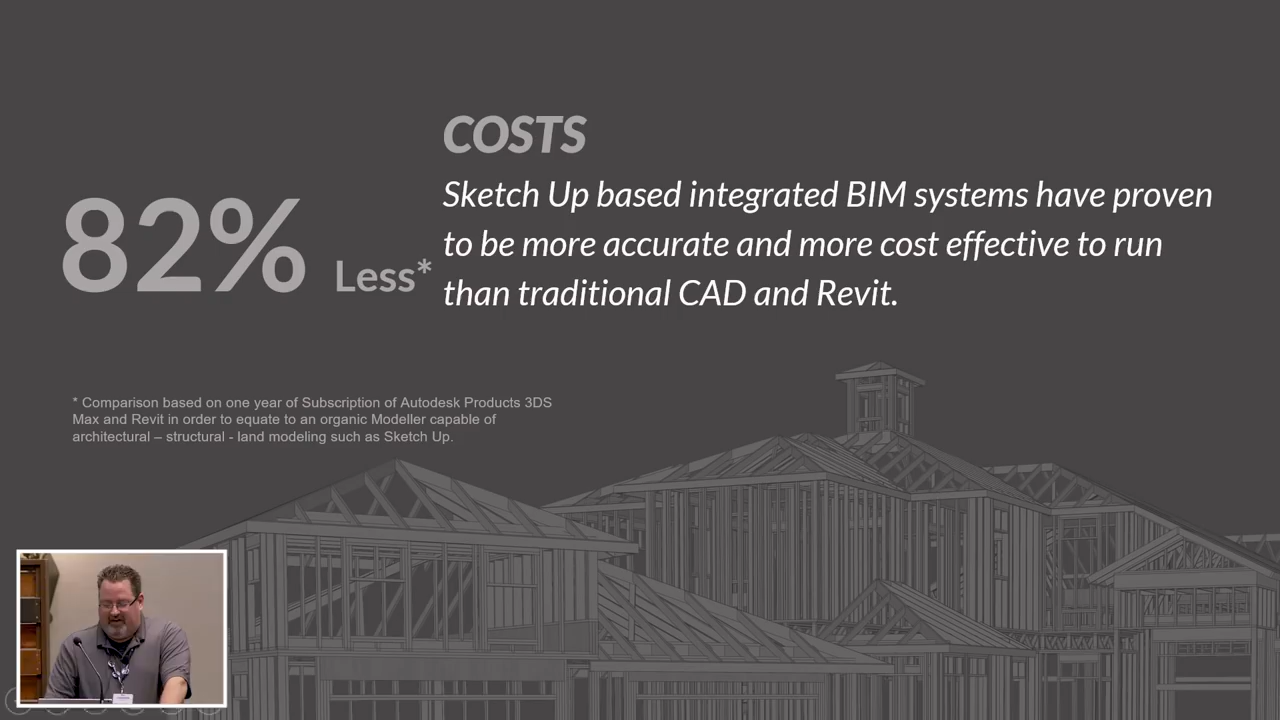 COSTS
82% Less*
Sketch Up based integrated BIM systems have proven
to be more accurate and more cost effective to run
than traditional CAD and Revit.
* Comparison based on one year of Subscription of Autodesk Products 3DS
Max and Revit in order to equate to an organic Modeller capable of
architectural – structural - land modeling such as Sketch Up.